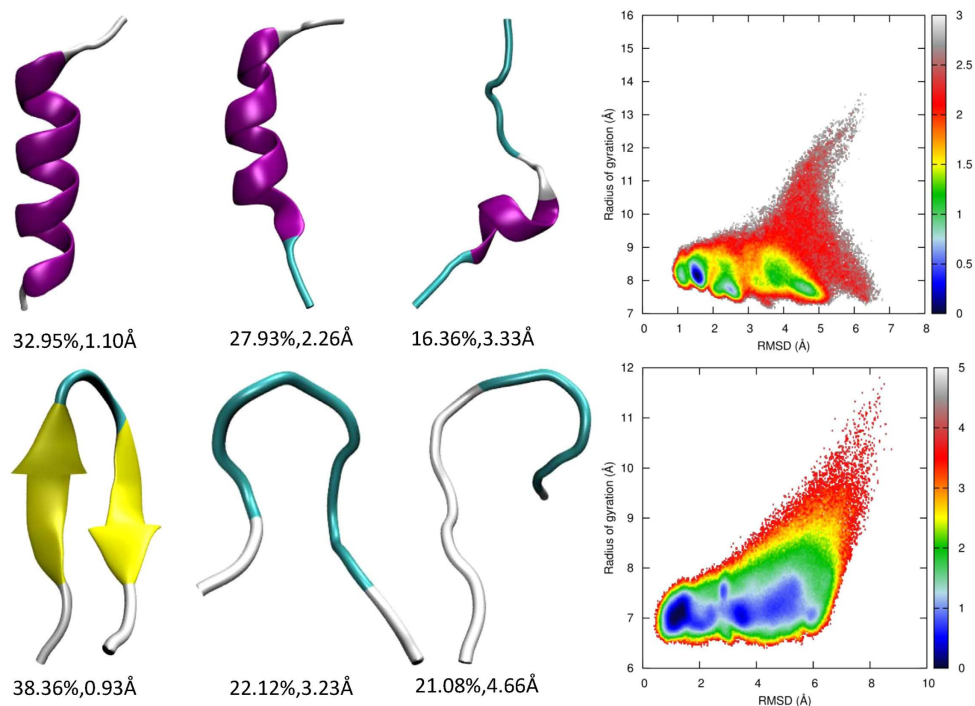 32.95%,1.10Å
27.93%,2.26Å
16.36%,3.33Å
16
15
14
13
12
11
10
9
8
7
Radius of gyration (Å)
0 1 2 3 4 5 6 7 8
RMSD (Å)
3
2.5
2
1.5
1
0.5
0
38.36%,0.93Å
22.12%,3.23Å
21.08%,4.66Å
12
11
10
9
8
7
6
Radius of gyration (Å)
0 2 4 6 8 10
RMSD (Å)
5
4
3
2
1
0